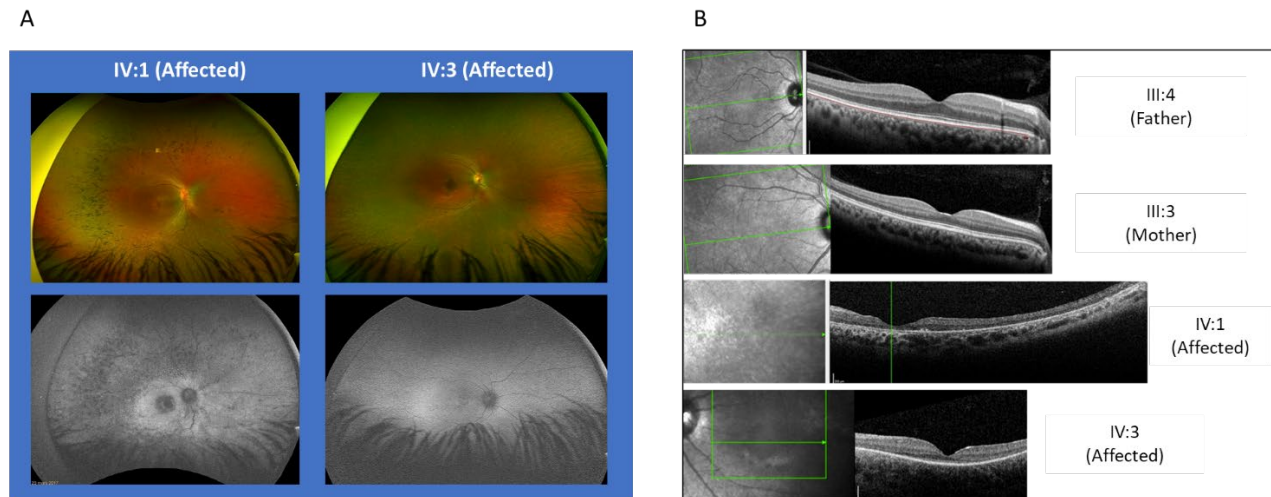 A
B
IV:1 (Affected)
IV:3 (Affected)
III:4
(Father)
III:3
(Mother)
IV:1
(Affected)
IV:3
(Affected)